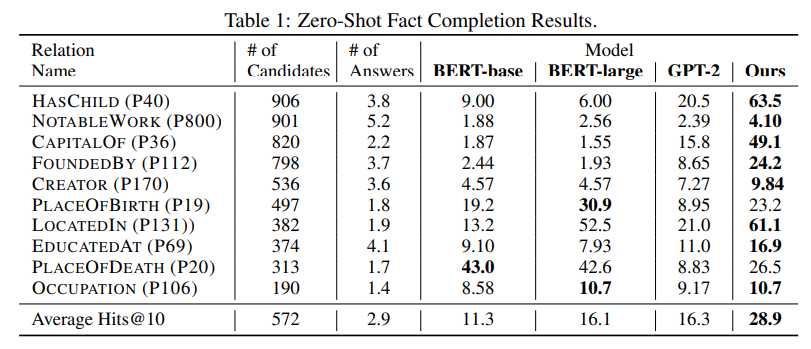 Table 1: Zero-Shot Fact Completion Results.
Relation # of # of Model
Name Candidates Answers BERT-base BERT-large GPT-2 Ours
HASCHILD (P40) 906 3.8 9.00 6.00 20.5 63.5
NOTABLEWORK (P800) 901 5.2 1.88 2.56 2.39 4.10
CAPITALOF (P36) 820 2.2 1.87 1.55 15.8 49.1
FOUNDEDBY (P112) 798 3.7 2.44 1.93 8.65 24.2
CREATOR (P170) 536 3.6 4.57 4.57 7.27 9.84
PLACEOFBIRTH (P19) 497 1.8 19.2 30.9 8.95 23.2
LOCATEDIN (P131)) 382 1.9 13.2 52.5 21.0 61.1
EDUCATEDAT (P69) 374 4.1 9.10 7.93 11.0 16.9
PLACEOFDEATH (P20) 313 1.7 43.0 42.6 8.83 26.5
OCCUPATION (P106) 190 1.4 8.58 10.7 9.17 10.7
Average Hits@10 572 2.9 11.3 16.1 16.3 28.9